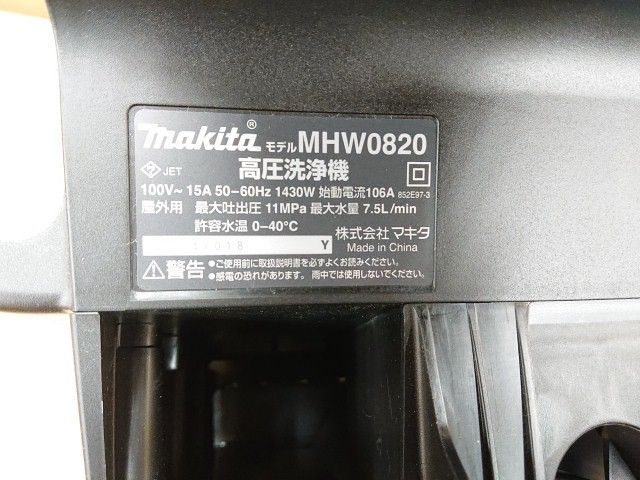 makita® モデル MHW0820
JET 高圧洗浄機
100V~ 15A 50-60Hz 1430W 始動電流106A 852E97-3
屋外用 最大吐出圧 11MPa 最大水量 7.5L/min
許容水温 0-40°C
株式会社 マキタ
Y Made in China
⚠警告 ●ご使用前に取扱説明書を必ずよくお読みください。
●感電の恐れがあります。雨中では使用しないでください。